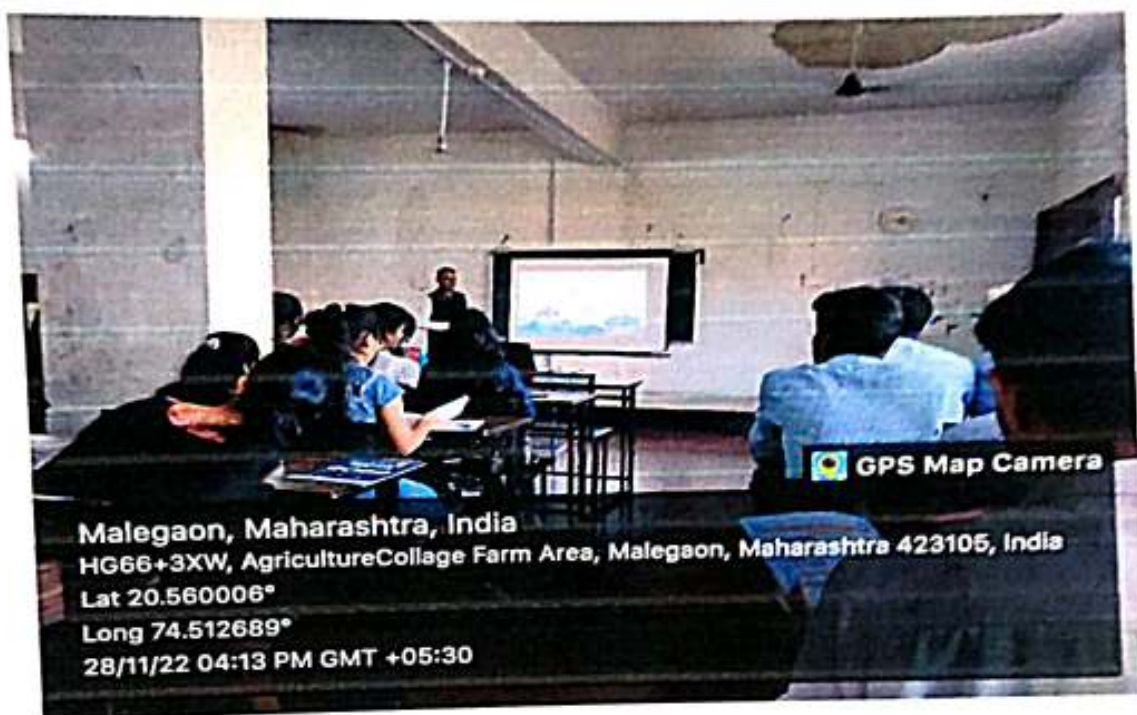 GPS Map Camera
Malegaon, Maharashtra, India
HG66+3XW, AgricultureCollage Farm Area, Malegaon, Maharashtra 423105, India
Lat 20.560006°
Long 74.512689°
28/11/22 04:13 PM GMT +05:30